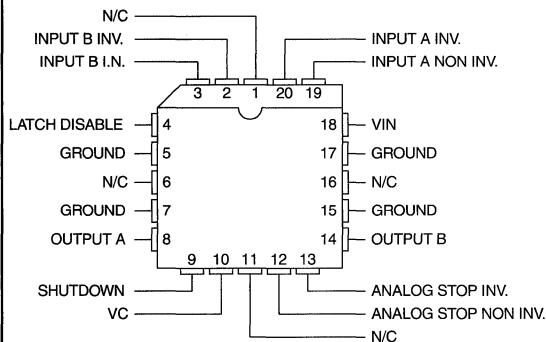 N/C
INPUT B INV.
INPUT A INV.
INPUT B I.N.
INPUT A NON INV.
3 2 1 20 19
LATCH DISABLE 4 18 VIN
GROUND 5 17 GROUND
N/C 6 16 N/C
GROUND 7 15 GROUND
OUTPUT A 8 14 OUTPUT B
9 10 11 12 13
SHUTDOWN ANALOG STOP INV.
VC ANALOG STOP NON INV.
N/C